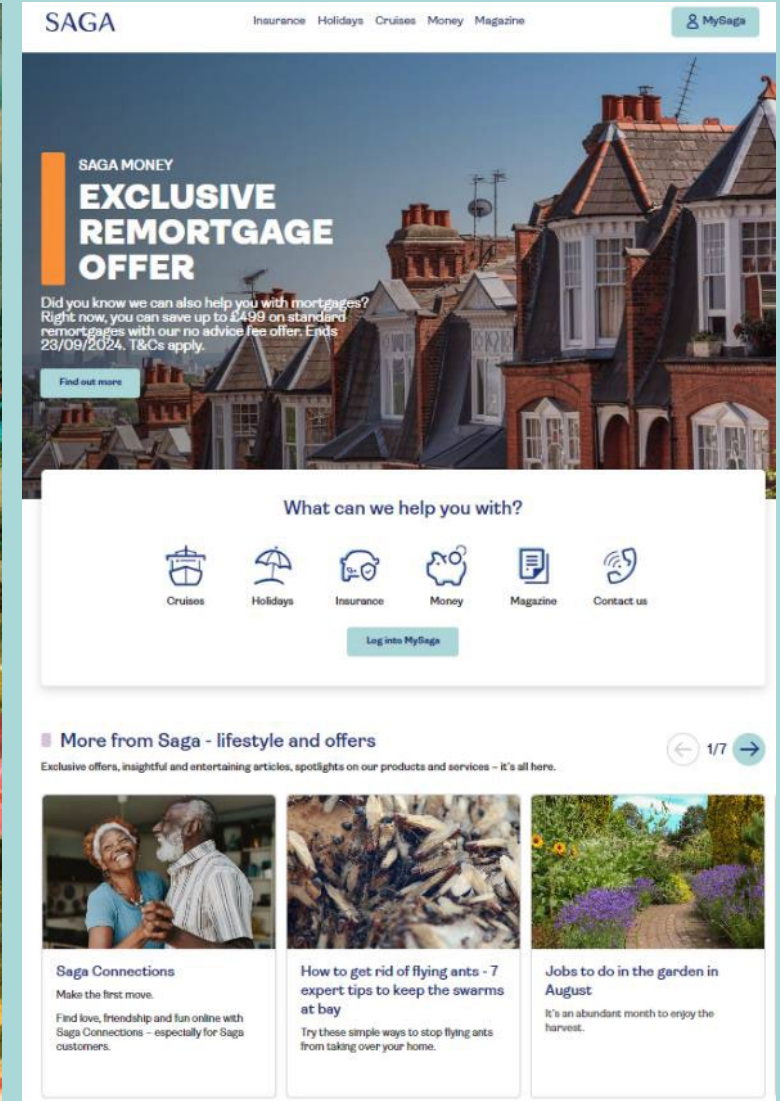 SAGA
Insurance Holidays Cruises Money Magazine
MySaga
SAGA MONEY
EXCLUSIVE
REMORTGAGE
OFFER
Did you know we can also help you with mortgages?
Right now, you can save up to £499 on standard
remortgages with our no advice fee offer. Ends
23/09/2024. T&Cs apply.
Find out more
What can we help you with?
Cruises
Holidays
Insurance
Money
Magazine
Contact us
Log into MySaga
More from Saga - lifestyle and offers
1/7
Exclusive offers, insightful and entertaining articles, spotlights on our products and services – it's all here.
Saga Connections
Make the first move.
Find love, friendship and fun online with
Saga Connections – especially for Saga
customers.
How to get rid of flying ants - 7
expert tips to keep the swarms
at bay
Try these simple ways to stop flying ants
from taking over your home.
Jobs to do in the garden in
August
It's an abundant month to enjoy the
harvest.